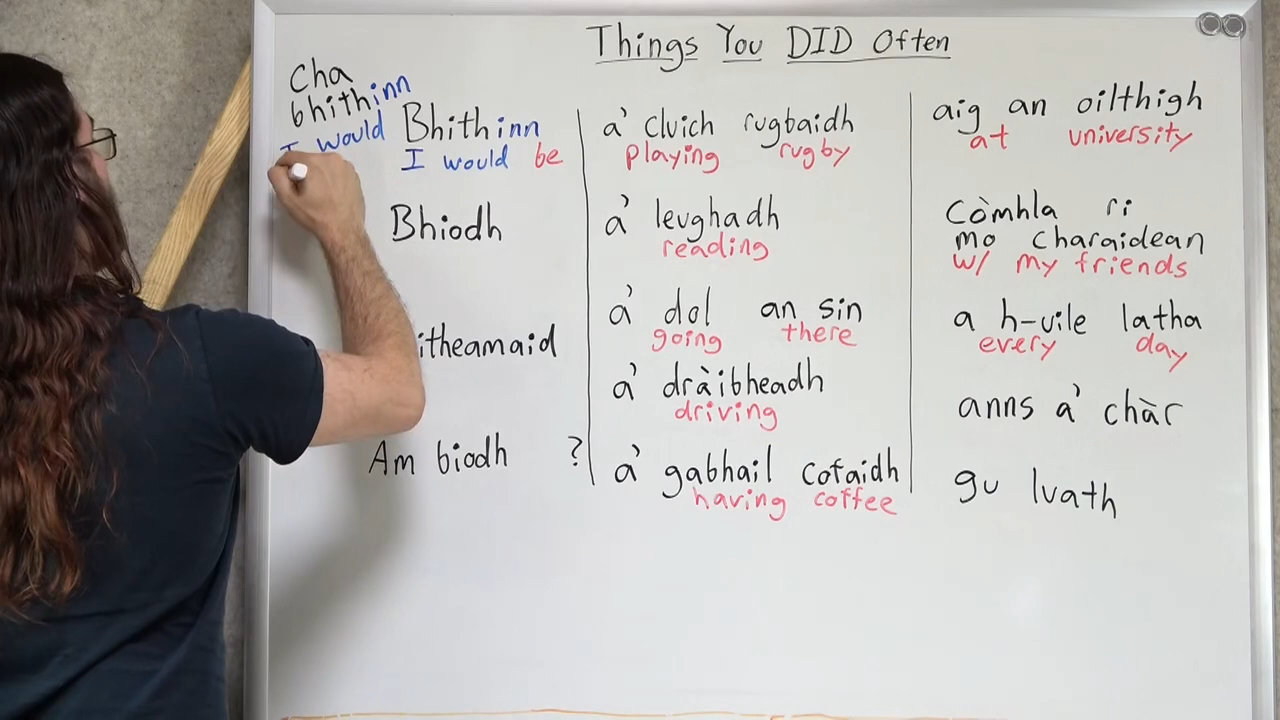 Things You DID Often
Cha
bhithinn
I would
Bhithinn
I would be
a' cluich rugbaidh
playing rugby
aig an oilthigh
at university
Bhiodh
a' leughadh
reading
Còmhla ri
mo charaidean
w/ my friends
itheamaid
a' dol an sin
going there
a h-uile latha
every day
a' dràibheadh
driving
anns a' chàr
Am biodh ?
a' gabhail cofaidh
having coffee
gu luath